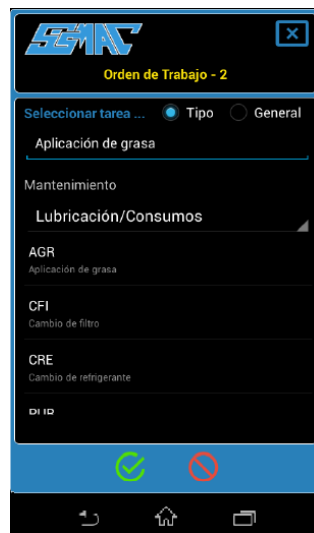 SEMAC
Orden de Trabajo - 2
Seleccionar tarea ... Tipo General
Aplicación de grasa
Mantenimiento
Lubricación/Consumos
AGR
Aplicación de grasa
CFI
Cambio de filtro
CRE
Cambio de refrigerante